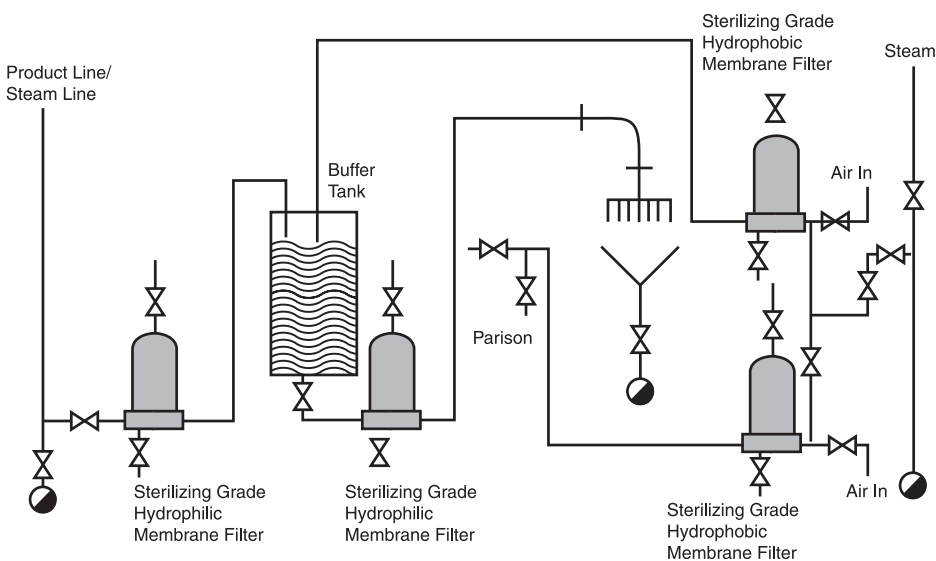 Sterilizing Grade
Hydrophobic
Membrane Filter
Steam
Product Line/
Steam Line
Buffer
Tank
Air In
Parison
Sterilizing Grade
Hydrophilic
Membrane Filter
Sterilizing Grade
Hydrophilic
Membrane Filter
Air In
Sterilizing Grade
Hydrophobic
Membrane Filter